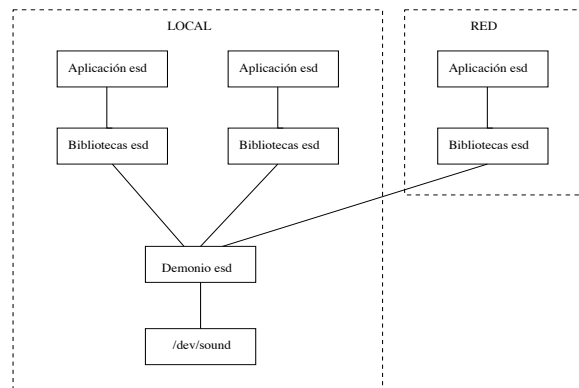 LOCAL
RED
Aplicación esd
Aplicación esd
Aplicación esd
Bibliotecas esd
Bibliotecas esd
Bibliotecas esd
Demonio esd
/dev/sound